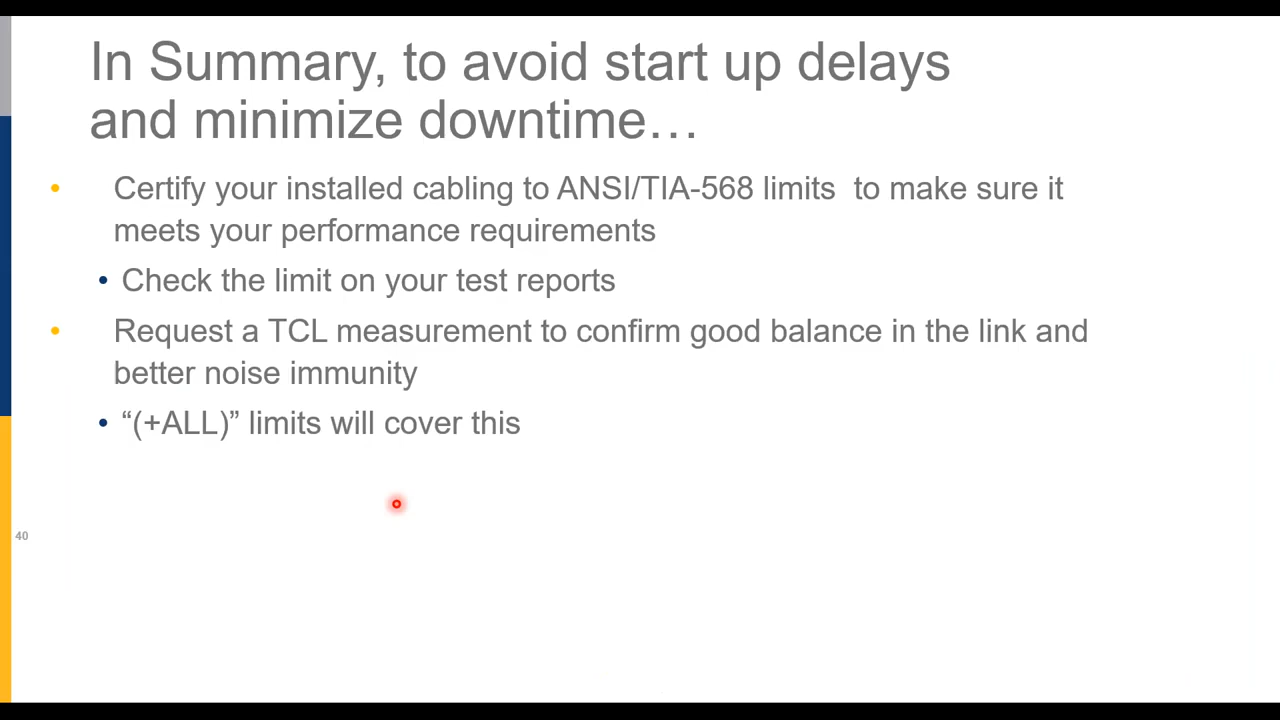 In Summary, to avoid start up delays
and minimize downtime…
• Certify your installed cabling to ANSI/TIA-568 limits  to make sure it
meets your performance requirements
• Check the limit on your test reports
• Request a TCL measurement to confirm good balance in the link and
better noise immunity
• “(+ALL)” limits will cover this
40